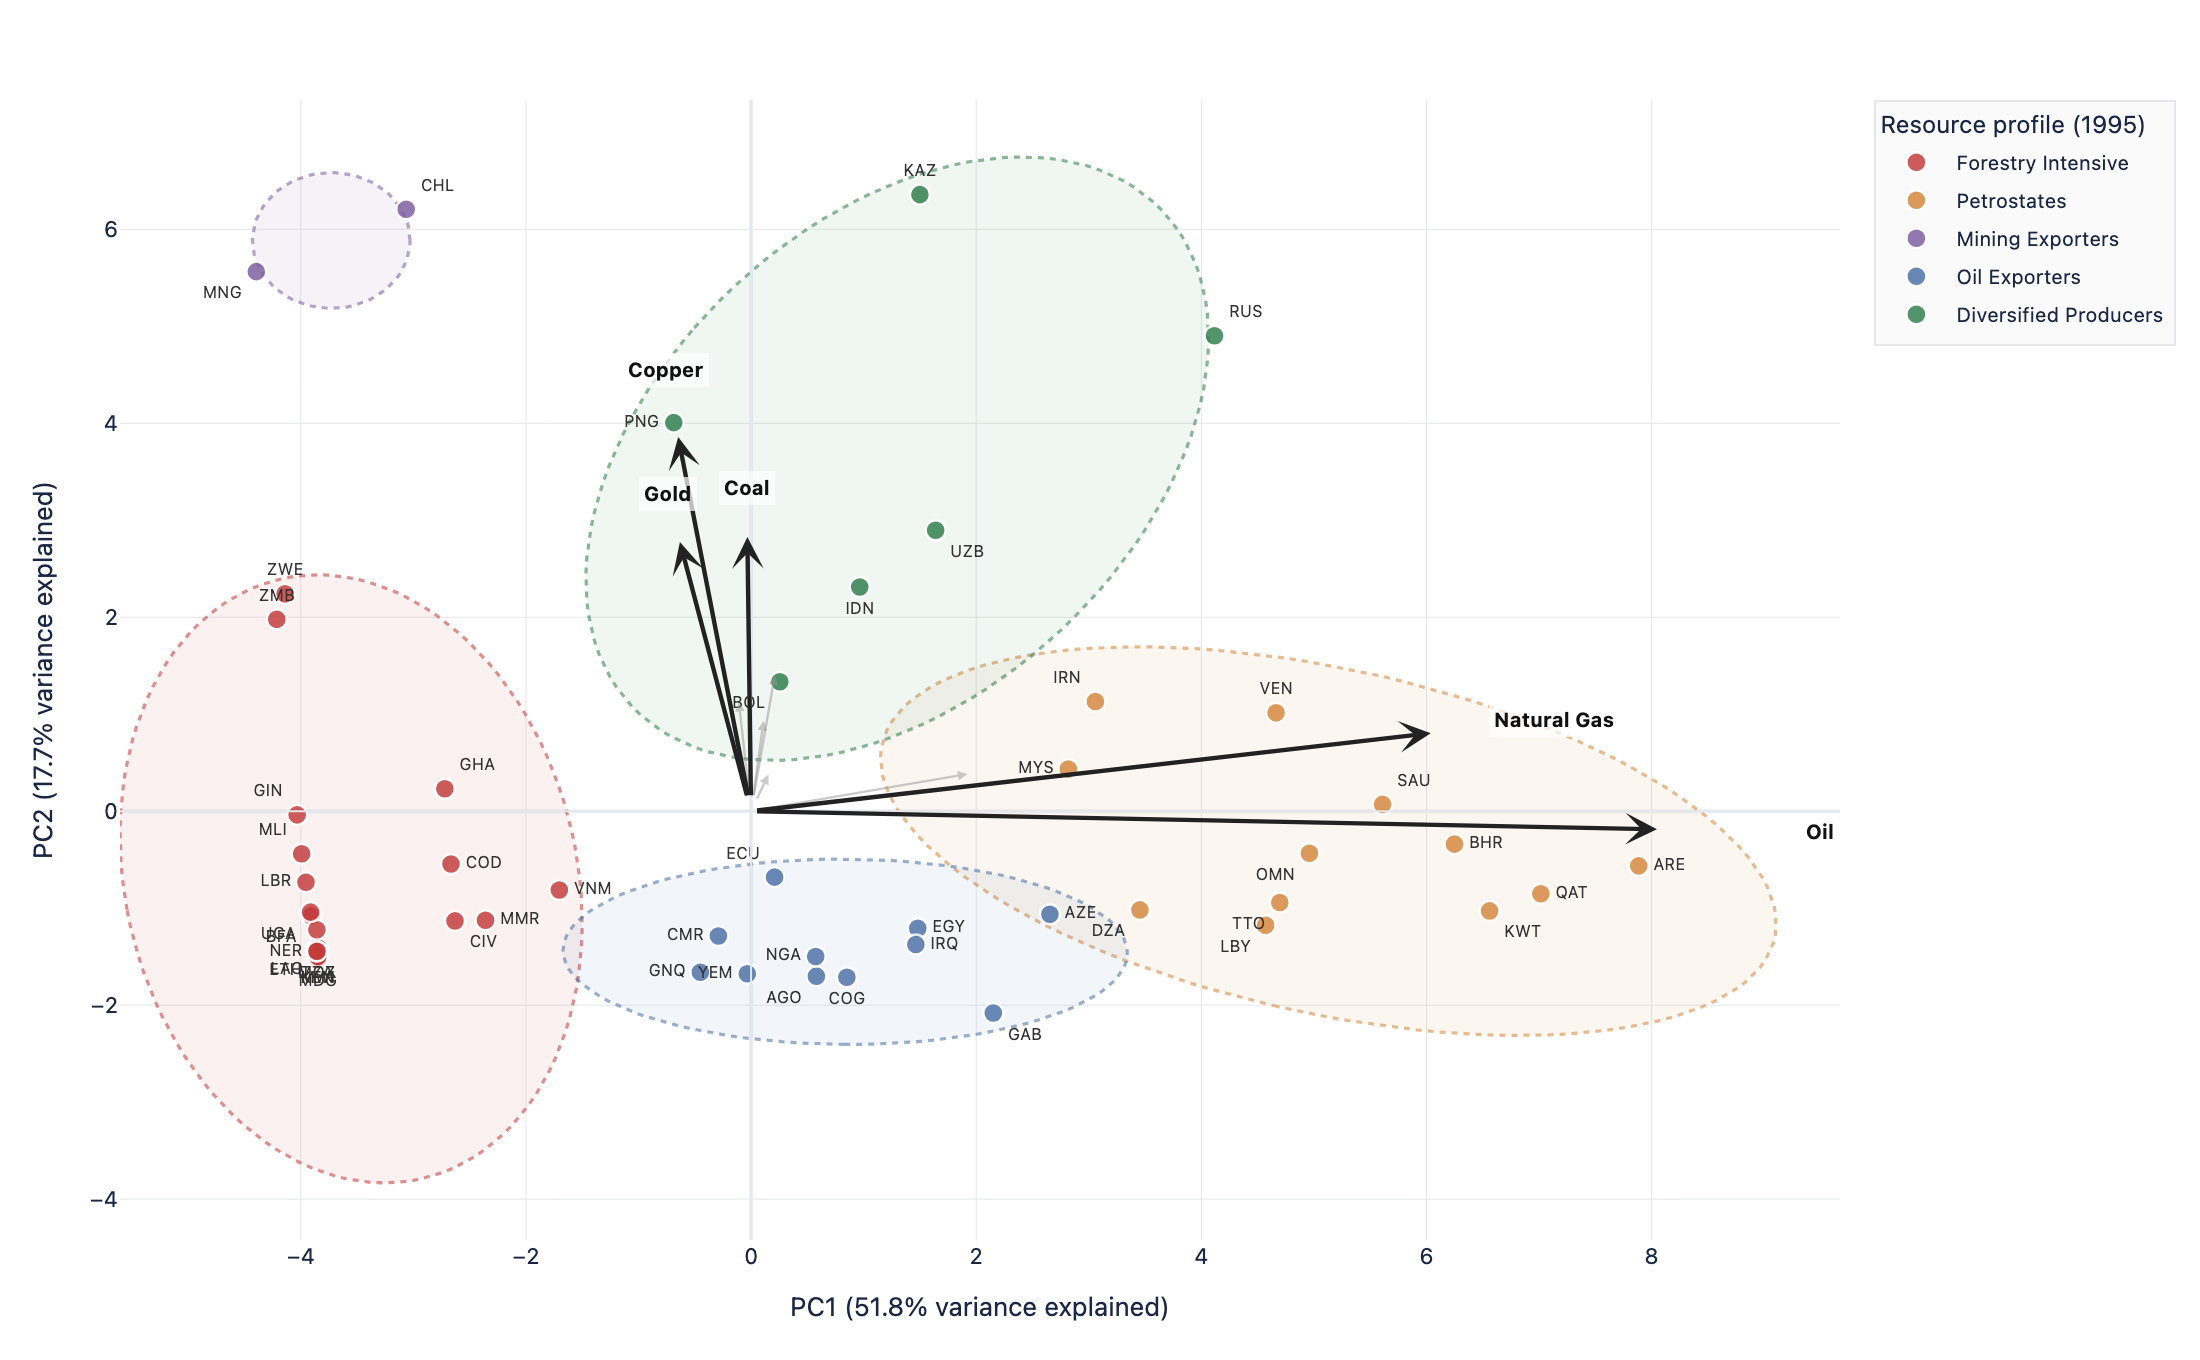 Resource profile (1995)
Forestry Intensive
Petrostates
Mining Exporters
Oil Exporters
Diversified Producers
KAZ
CHL
MNG
RUS
Copper
PNG
Gold
Coal
UZB
ZWE
ZMB
IDN
IRN
VEN
BOL
Natural Gas
GHA
MYS
SAU
GIN
MLI
Oil
BHR
ECU
COD
ARE
LBR
VNM
OMN
QAT
AZE
MMR
CIV
CMR
EGY
IRQ
DZA
TTO
LBY
KWT
UGA
BFA
NER
NGA
GNQ
YEM
MDG
AGO
COG
GAB
6
4
2
0
−2
−4
−4
−2
0
2
4
6
8
PC1 (51.8% variance explained)
PC2 (17.7% variance explained)